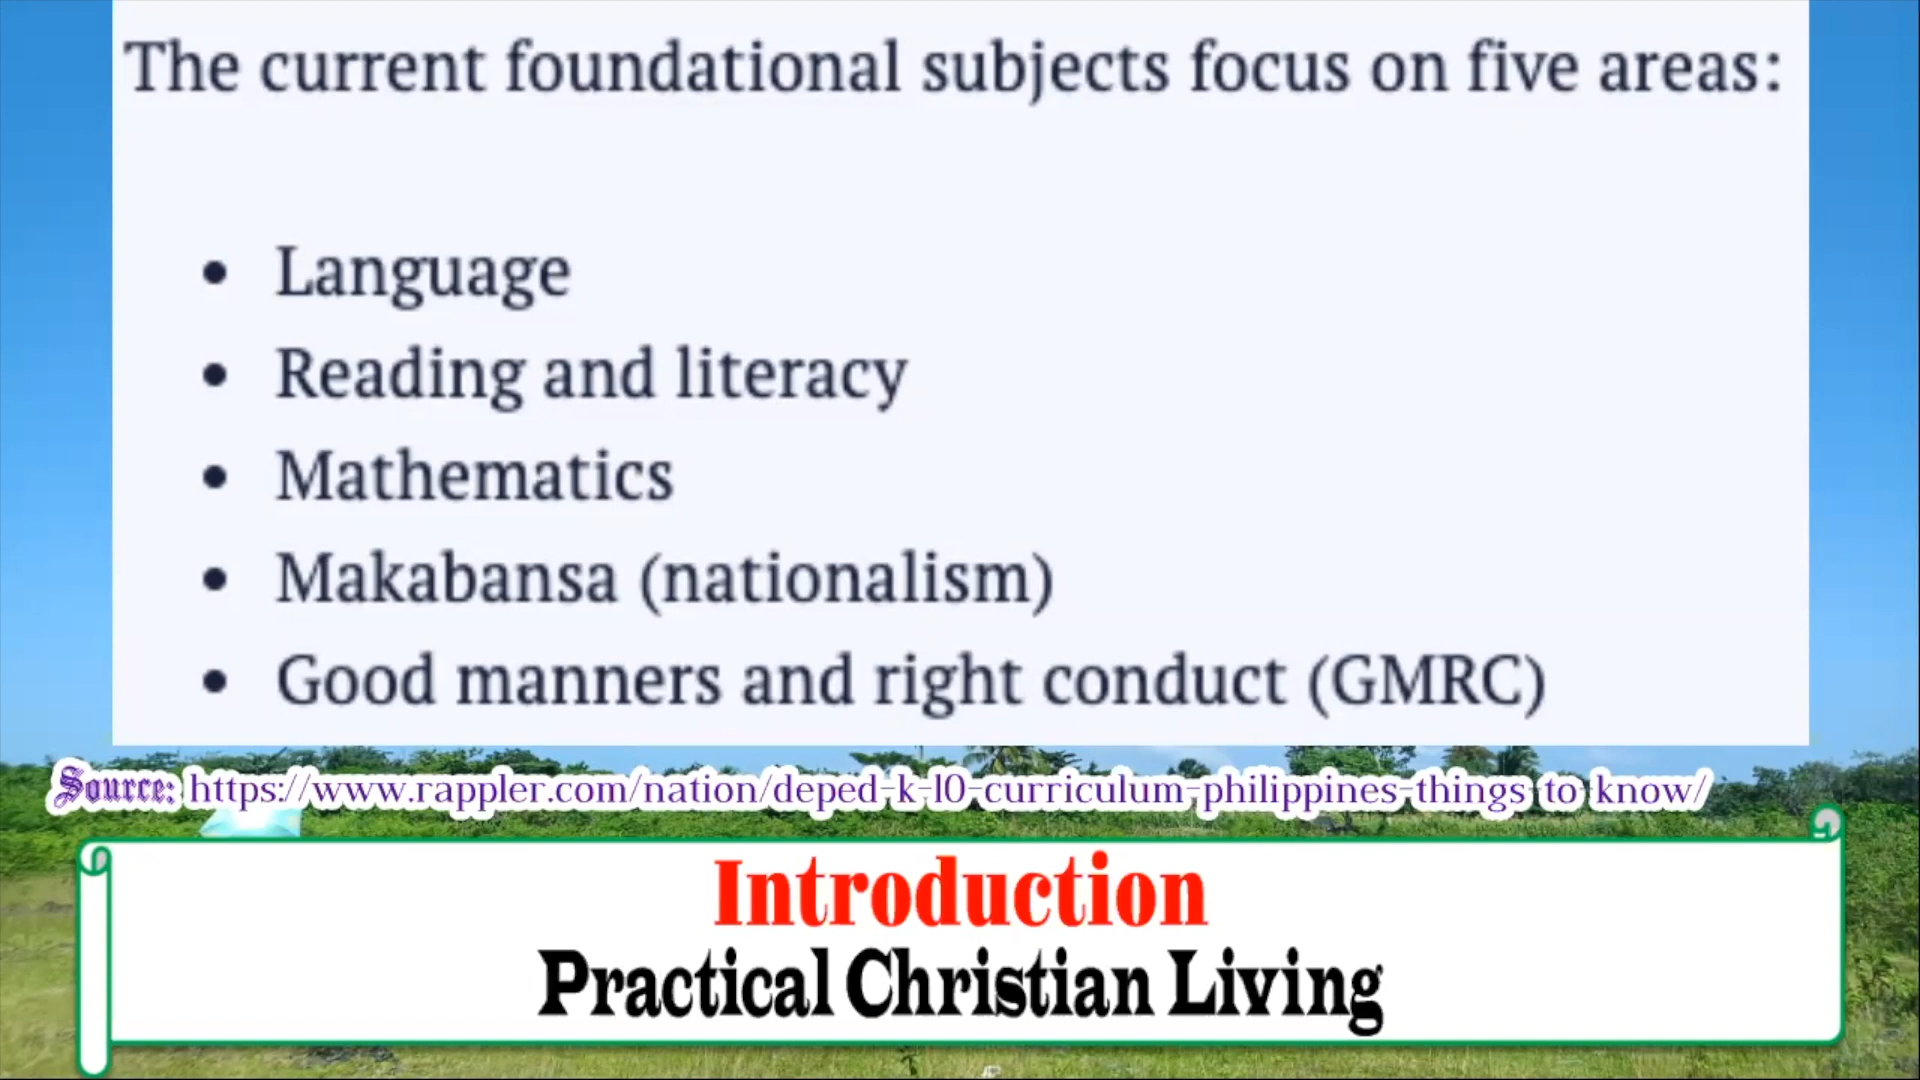 The current foundational subjects focus on five areas:
• Language
• Reading and literacy
• Mathematics
• Makabansa (nationalism)
• Good manners and right conduct (GMRC)
Source: https://www.rappler.com/nation/deped-k-10-curriculum-philippines-things-to-know/
Introduction
Practical Christian Living